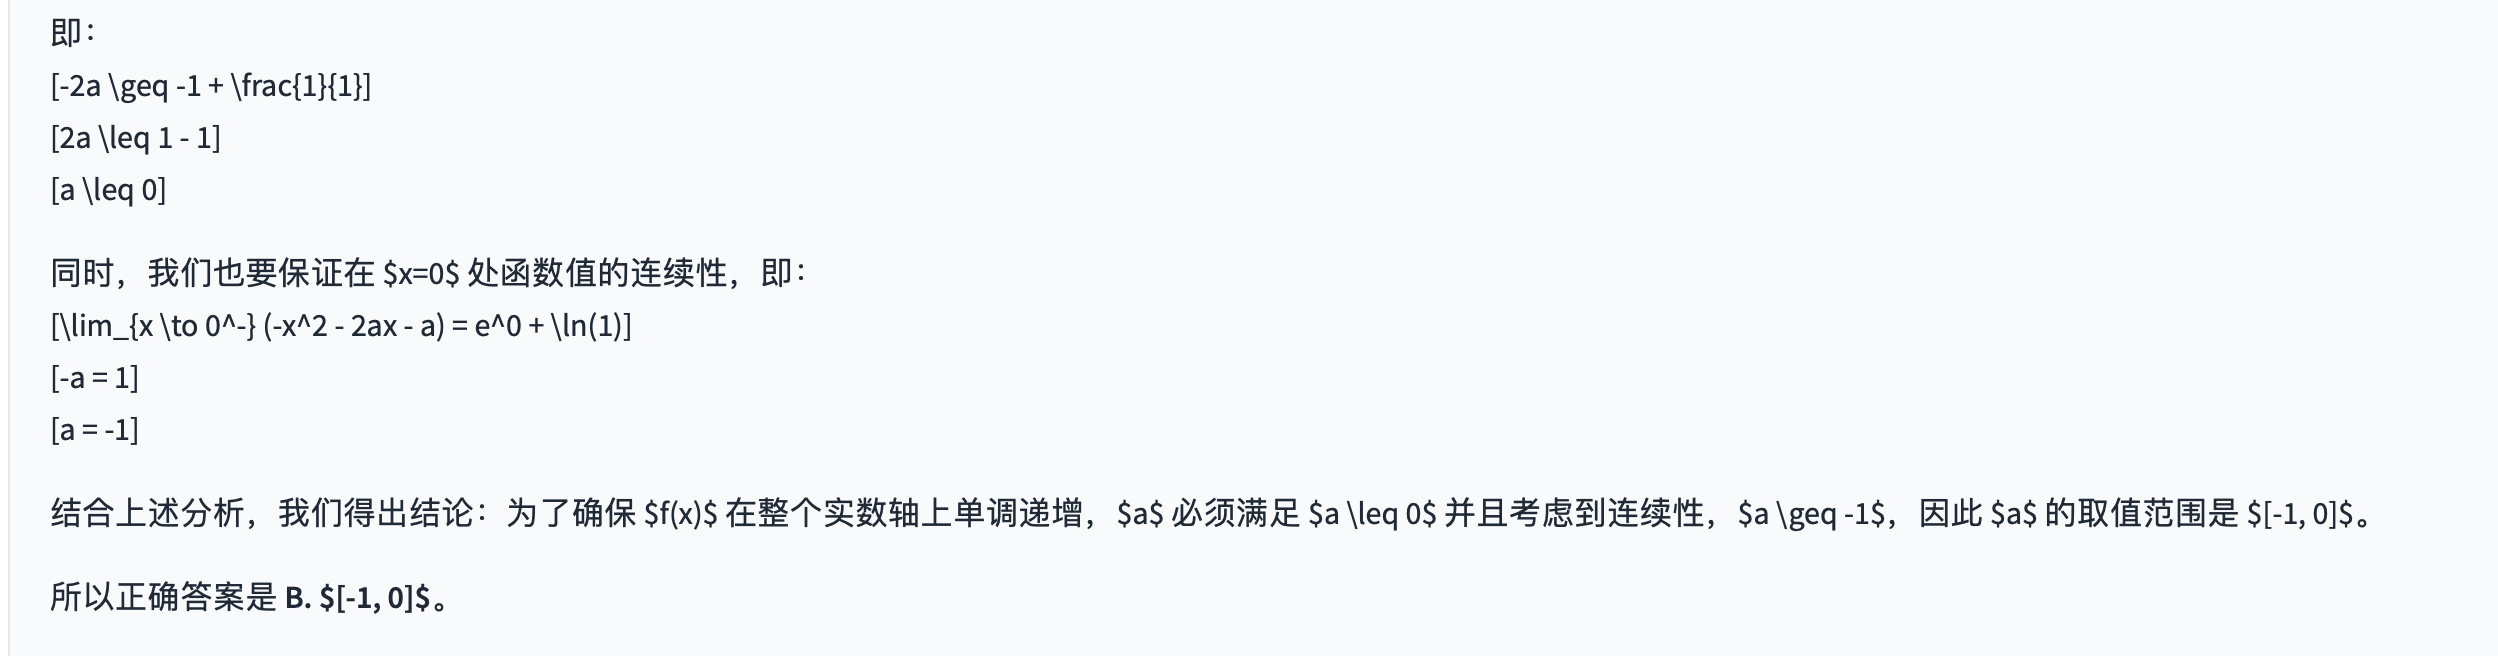 即：
[-2a \geq -1 + \frac{1}{1}]
[2a \leq 1 - 1]
[a \leq 0]
同时，我们也要保证在 $x=0$ 处函数值的连续性，即：
[\lim_{x \to 0^-} (-x^2 - 2ax - a) = e^0 + \ln(1)]
[-a = 1]
[a = -1]
结合上述分析，我们得出结论：为了确保 $f(x)$ 在整个实数轴上单调递增，$a$ 必须满足 $a \leq 0$ 并且考虑到连续性，$a \geq -1$，因此 $a$ 的取值范围是 $[-1, 0]$。
所以正确答案是 B. $[-1, 0]$。